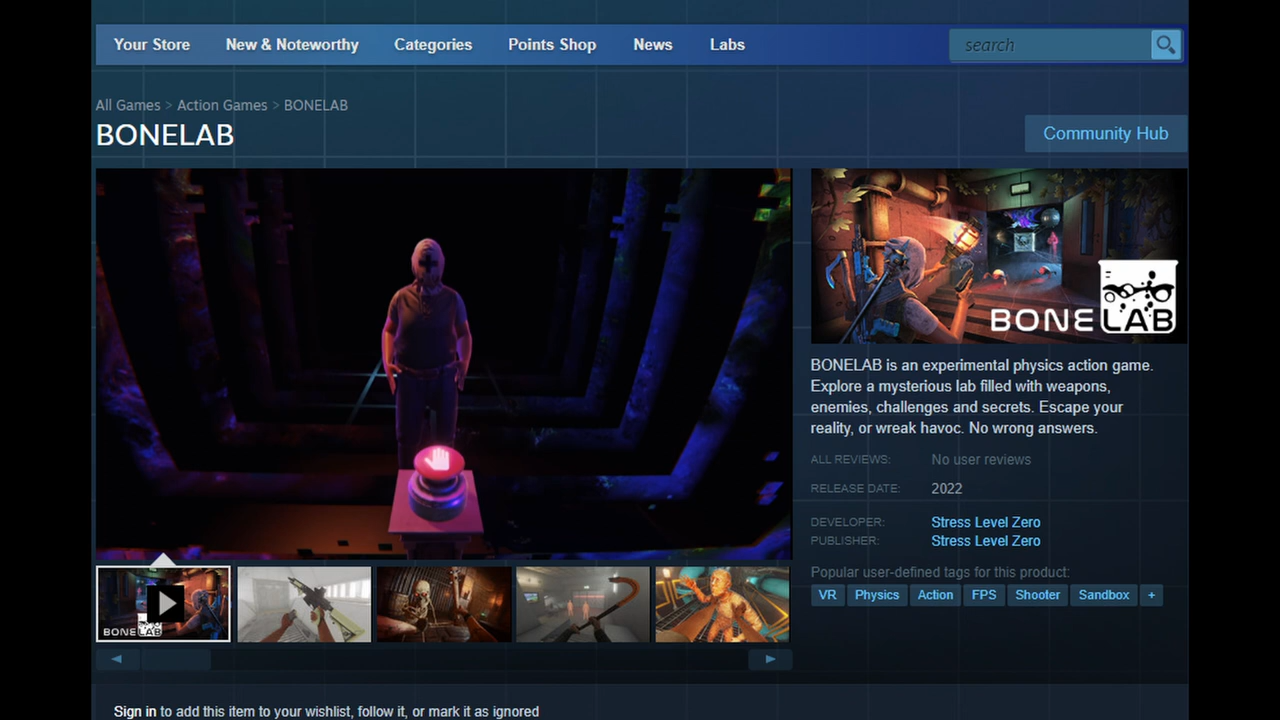 Your Store New & Noteworthy Categories Points Shop News Labs search
All Games > Action Games > BONELAB
BONELAB
Community Hub
BONELAB
BONELAB is an experimental physics action game.
Explore a mysterious lab filled with weapons,
enemies, challenges and secrets. Escape your
reality, or wreak havoc. No wrong answers.
ALL REVIEWS: No user reviews
RELEASE DATE: 2022
DEVELOPER: Stress Level Zero
PUBLISHER: Stress Level Zero
Popular user-defined tags for this product:
VR Physics Action FPS Shooter Sandbox +
BONELAB
Sign in to add this item to your wishlist, follow it, or mark it as ignored